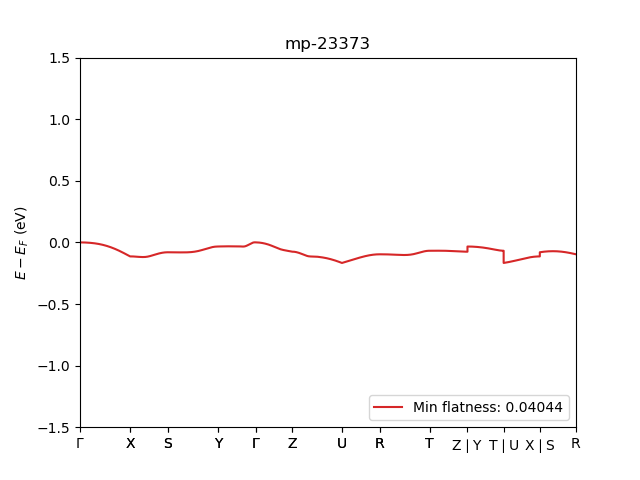 mp-23373
1.5
1.0
0.5
0.0
−0.5
−1.0
−1.5
E − E_F (eV)
Min flatness: 0.04044
Γ X S Y Γ Z U R T Z | Y T | U X | S R